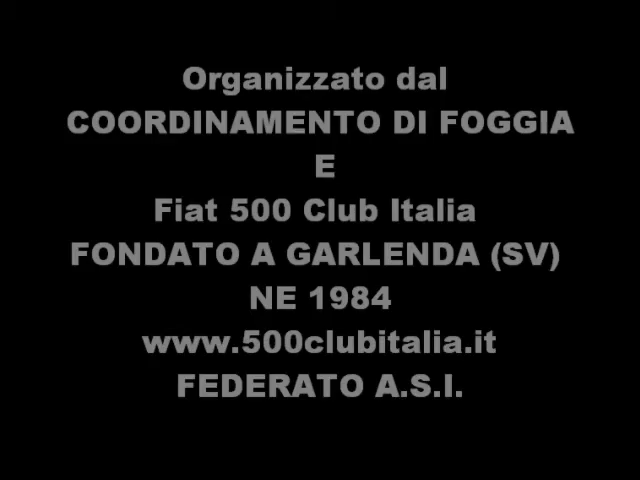 Organizzato dal
COORDINAMENTO DI FOGGIA
E
Fiat 500 Club Italia
FONDATO A GARLENDA (SV)
NE 1984
www.500clubitalia.it
FEDERATO A.S.I.